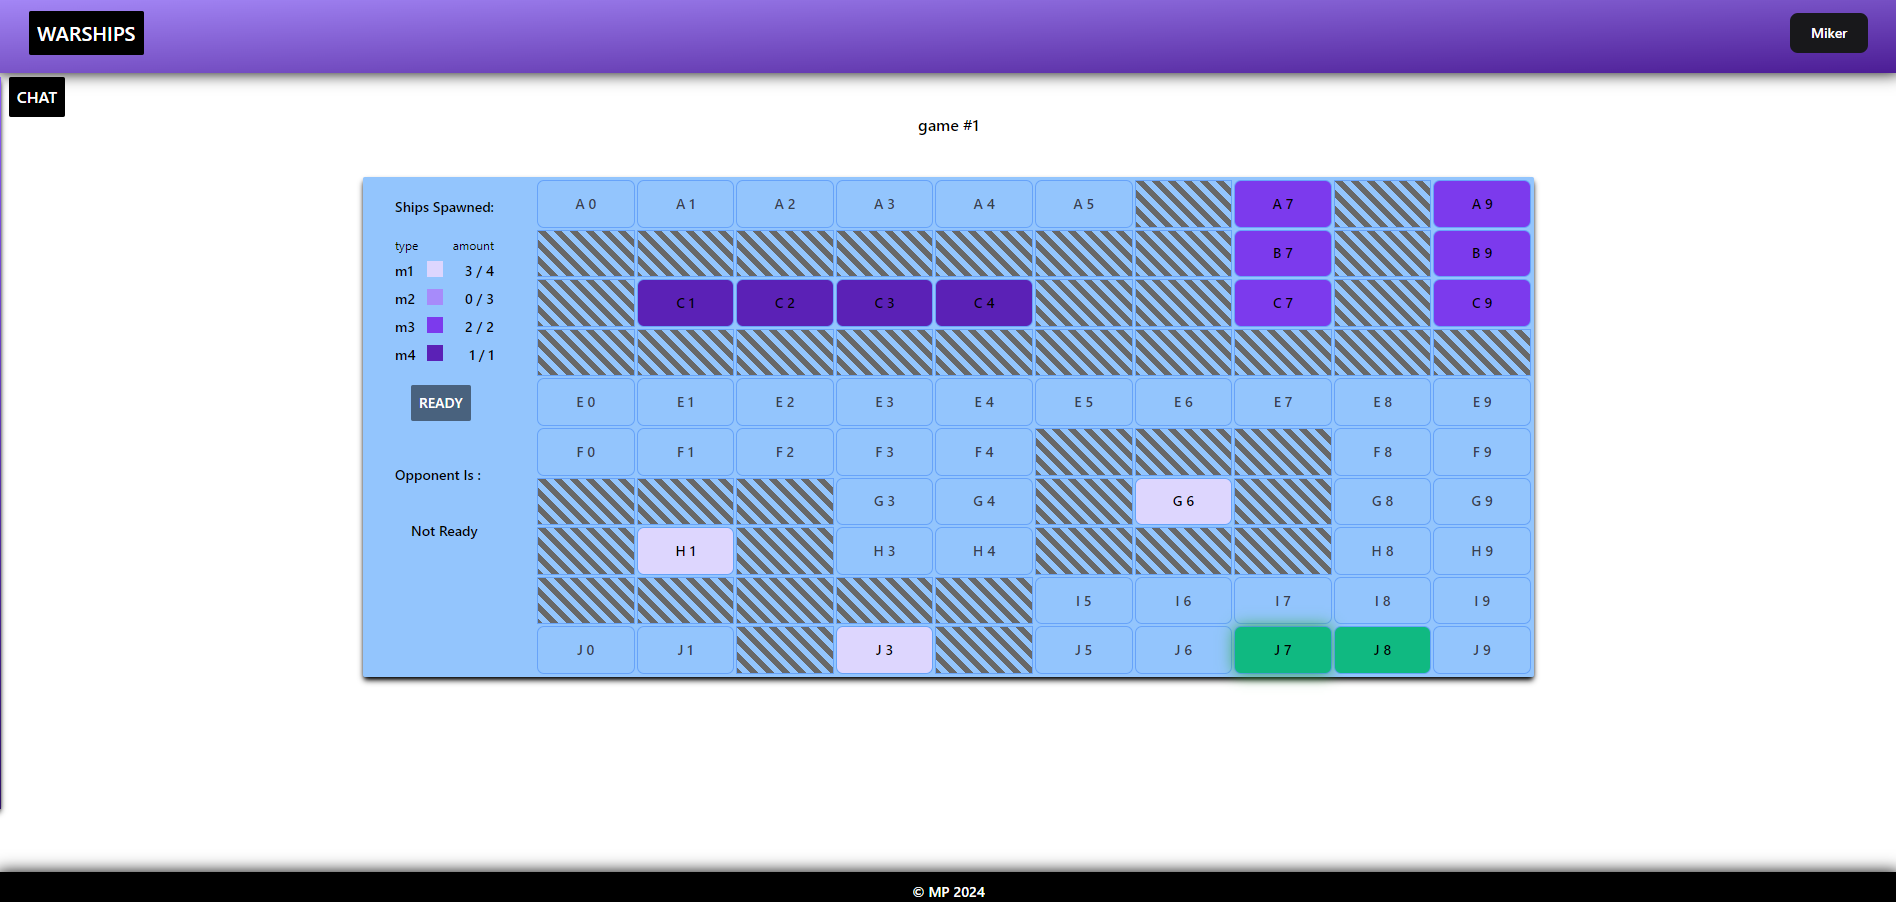 WARSHIPS
Miker
CHAT
game #1
Ships Spawned:
type amount
m1 3 / 4
m2 0 / 3
m3 2 / 2
m4 1 / 1
READY
Opponent Is :
Not Ready
A 0 A 1 A 2 A 3 A 4 A 5 A 7 A 9
B 7 B 9
C 1 C 2 C 3 C 4 C 7 C 9
E 0 E 1 E 2 E 3 E 4 E 5 E 6 E 7 E 8 E 9
F 0 F 1 F 2 F 3 F 4 F 8 F 9
G 3 G 4 G 6 G 8 G 9
H 1 H 3 H 4 H 8 H 9
I 5 I 6 I 7 I 8 I 9
J 0 J 1 J 3 J 5 J 6 J 7 J 8 J 9
© MP 2024